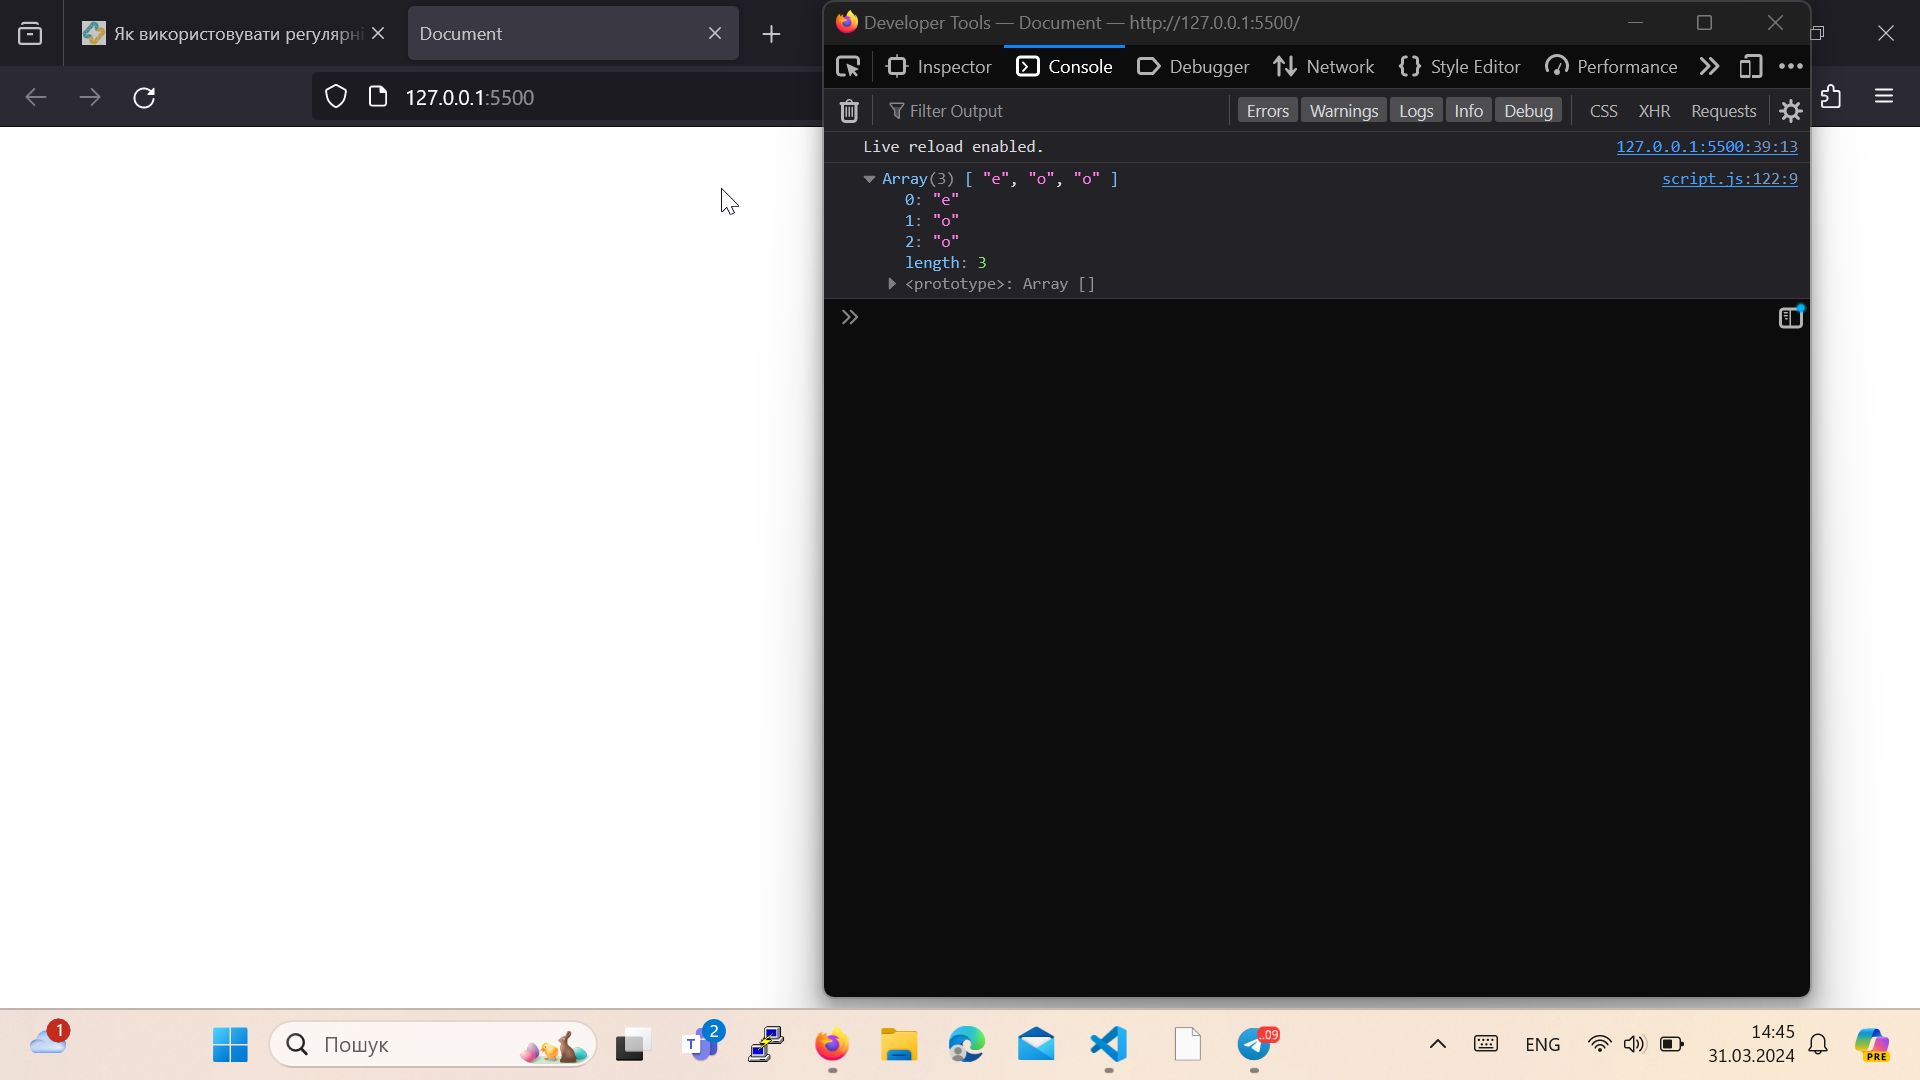 Як використовувати регулярні
Document
127.0.0.1:5500
Developer Tools — Document — http://127.0.0.1:5500/
Inspector
Console
Debugger
Network
Style Editor
Performance
Filter Output
Errors
Warnings
Logs
Info
Debug
CSS
XHR
Requests
Live reload enabled.
127.0.0.1:5500:39:13
Array(3) [ "e", "o", "o" ]
script.js:122:9
0: "e"
1: "o"
2: "o"
length: 3
<prototype>: Array []
1
Пошук
2
T
.09
ENG
14:45
31.03.2024
PRE